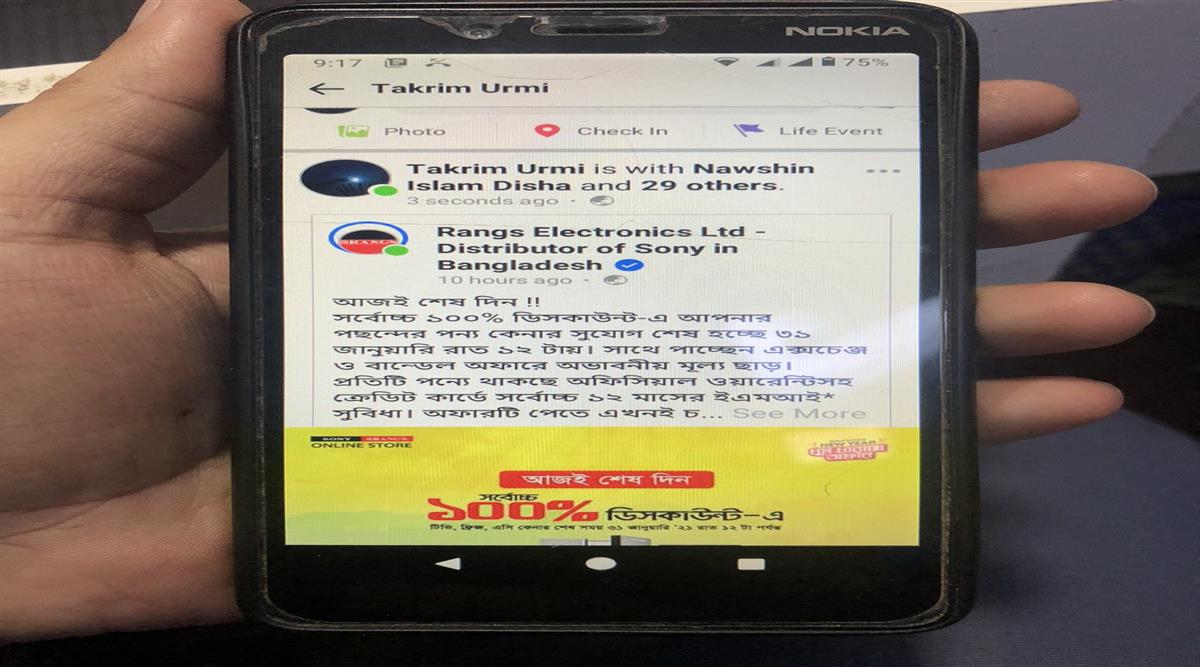 NOKIA
9:17
75%
Takrim Urmi
Photo
Check In
Life Event
Takrim Urmi is with Nawshin
Islam Disha and 29 others.
3 seconds ago
RANGS
Rangs Electronics Ltd -
Distributor of Sony in
Bangladesh
10 hours ago
আজই শেষ দিন !!
সর্বোচ্চ ১০০% ডিসকাউন্ট-এ আপনার
পছন্দের পন্য কেনার সুযোগ শেষ হচ্ছে ৩১
জানুয়ারি রাত ১২ টায়। সাথে পাচ্ছেন এক্সচেঞ্জ
ও বান্ডেল অফারে অভাবনীয় মূল্য ছাড়।
প্রতিটি পন্যে থাকছে অফিসিয়াল ওয়ারেন্টিসহ
ক্রেডিট কার্ডে সর্বোচ্চ ১২ মাসের ইএমআই*
সুবিধা। অফারটি পেতে এখনই চ... See More
SONY RANGS
ONLINE STORE
NEW YEAR
আজই শেষ দিন
সর্বোচ্চ
১০০% ডিসকাউন্ট-এ
টিভি, ফ্রিজ, এসি কেনার শেষ সময় ৩১ জানুয়ারি '২১ রাত ১২ টা পর্যন্ত